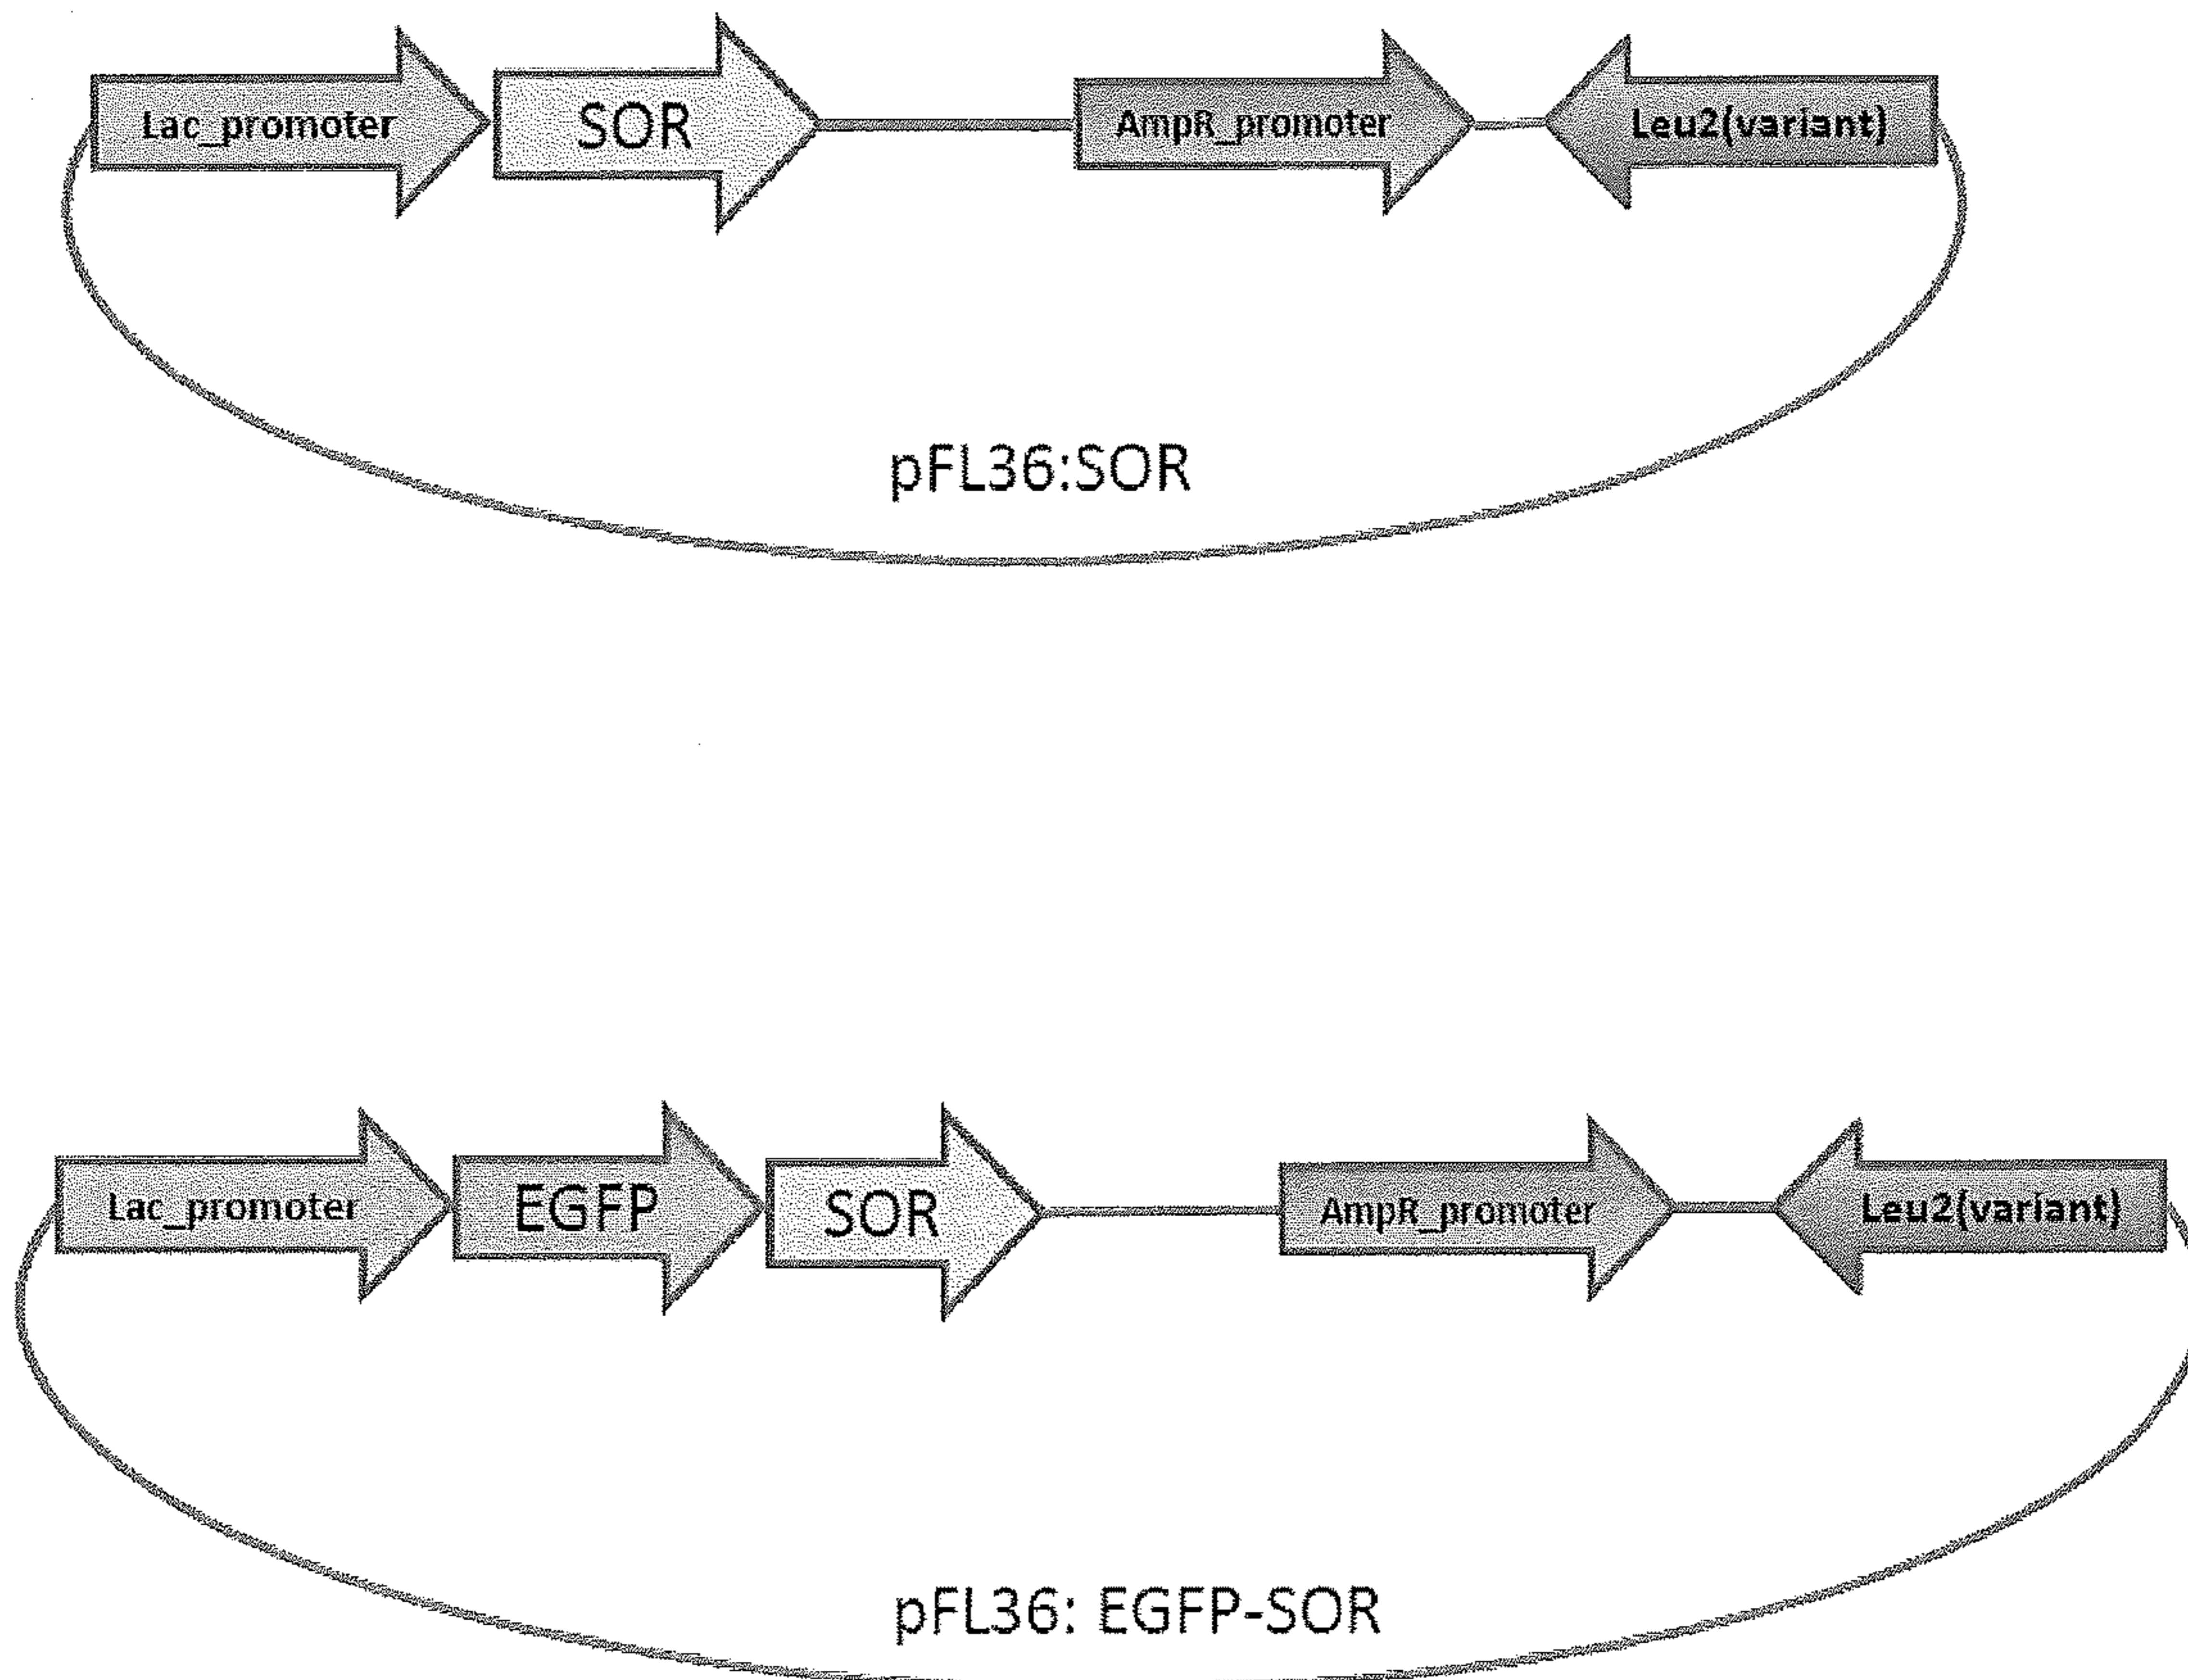 Lac_promoter SOR AmpR_promoter Leu2(variant)
pFL36:SOR
Lac_promoter EGFP SOR AmpR_promoter Leu2(variant)
pFL36: EGFP-SOR